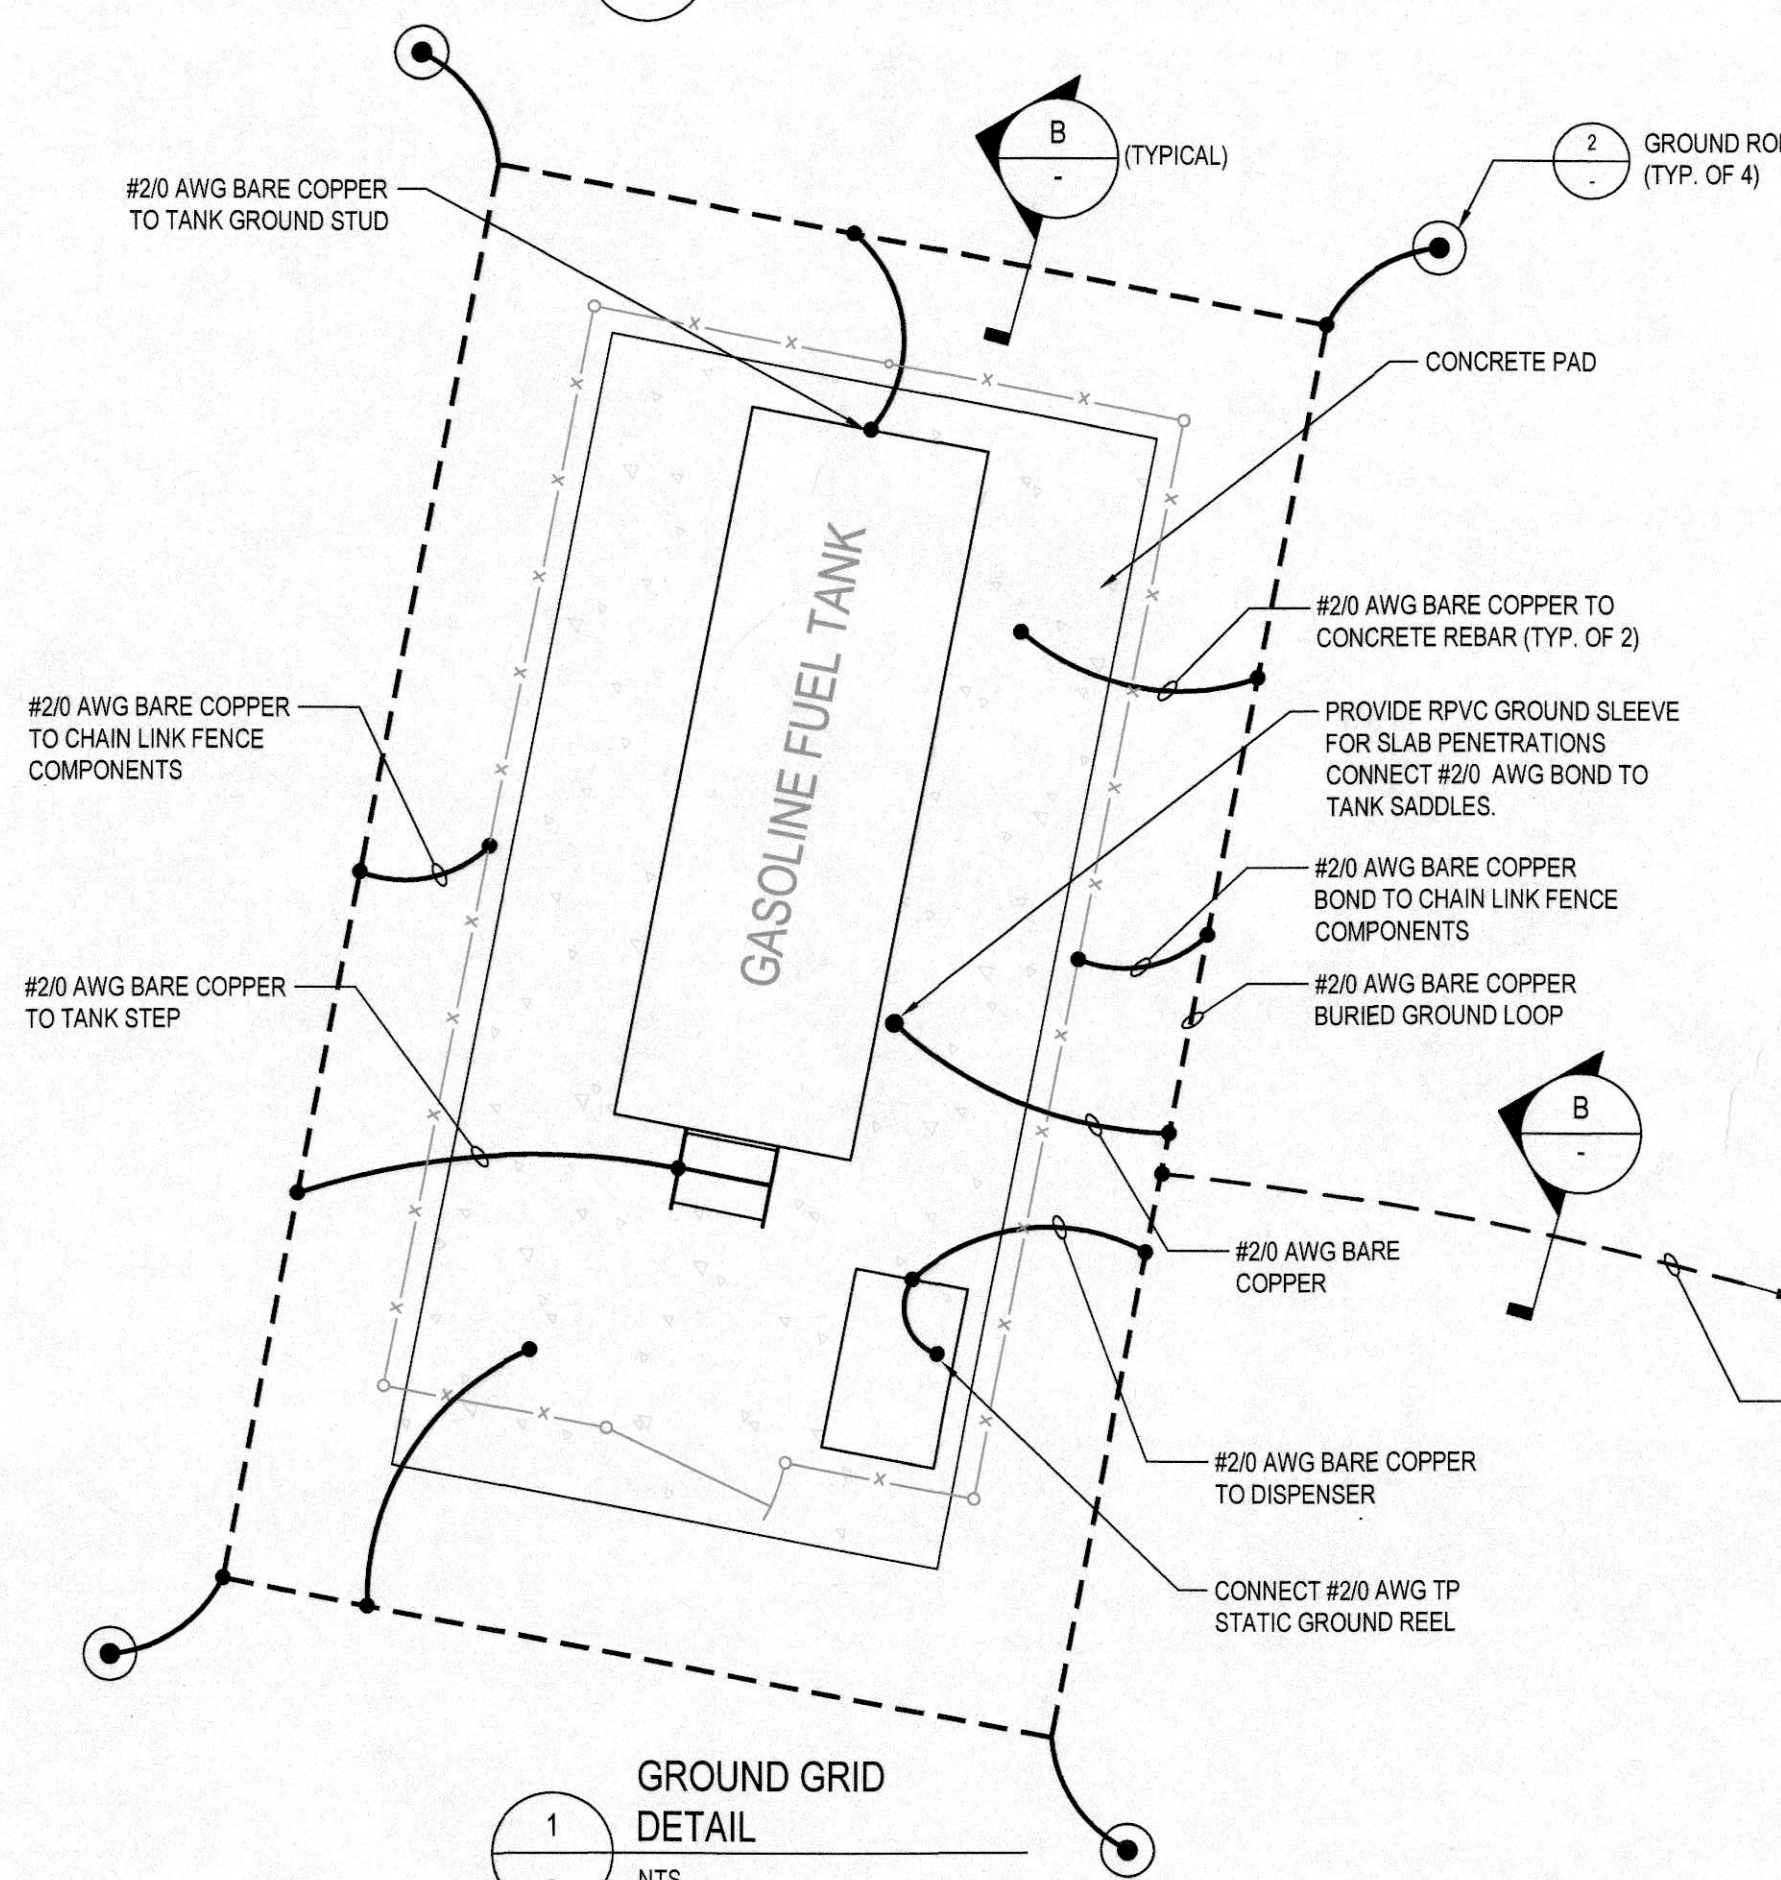 B
-
(TYPICAL)
2
-
GROUND ROD
(TYP. OF 4)
#2/0 AWG BARE COPPER
TO TANK GROUND STUD
CONCRETE PAD
GASOLINE FUEL TANK
#2/0 AWG BARE COPPER TO
CONCRETE REBAR (TYP. OF 2)
#2/0 AWG BARE COPPER
TO CHAIN LINK FENCE
COMPONENTS
PROVIDE RPVC GROUND SLEEVE
FOR SLAB PENETRATIONS
CONNECT #2/0 AWG BOND TO
TANK SADDLES.
#2/0 AWG BARE COPPER
BOND TO CHAIN LINK FENCE
COMPONENTS
#2/0 AWG BARE COPPER
TO TANK STEP
#2/0 AWG BARE COPPER
BURIED GROUND LOOP
B
-
#2/0 AWG BARE
COPPER
#2/0 AWG BARE COPPER
TO DISPENSER
CONNECT #2/0 AWG TP
STATIC GROUND REEL
1
GROUND GRID
DETAIL
NTS